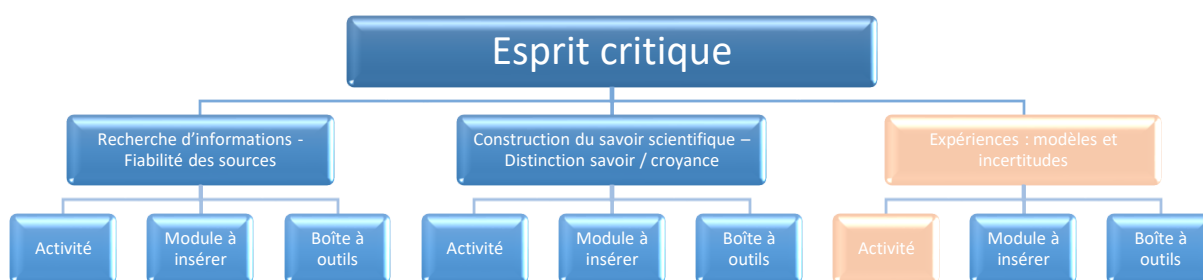 Esprit critique
Recherche d'informations -
Fiabilité des sources
Construction du savoir scientifique –
Distinction savoir / croyance
Expériences : modèles et
incertitudes
Activité
Module à
insérer
Boîte à
outils
Activité
Module à
insérer
Boîte à
outils
Activité
Module à
insérer
Boîte à
outils